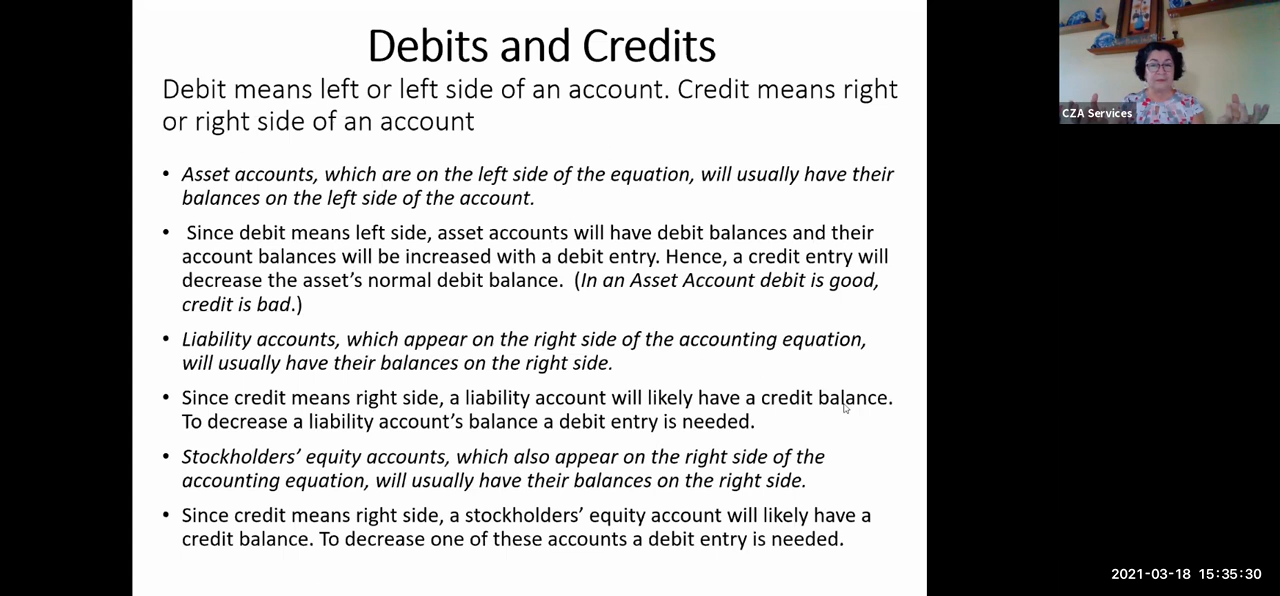 Debits and Credits
Debit means left or left side of an account. Credit means right
or right side of an account
• Asset accounts, which are on the left side of the equation, will usually have their
balances on the left side of the account.
• Since debit means left side, asset accounts will have debit balances and their
account balances will be increased with a debit entry. Hence, a credit entry will
decrease the asset’s normal debit balance. (In an Asset Account debit is good,
credit is bad.)
• Liability accounts, which appear on the right side of the accounting equation,
will usually have their balances on the right side.
• Since credit means right side, a liability account will likely have a credit balance.
To decrease a liability account’s balance a debit entry is needed.
• Stockholders’ equity accounts, which also appear on the right side of the
accounting equation, will usually have their balances on the right side.
• Since credit means right side, a stockholders’ equity account will likely have a
credit balance. To decrease one of these accounts a debit entry is needed.
CZA Services
2021-03-18 15:35:30